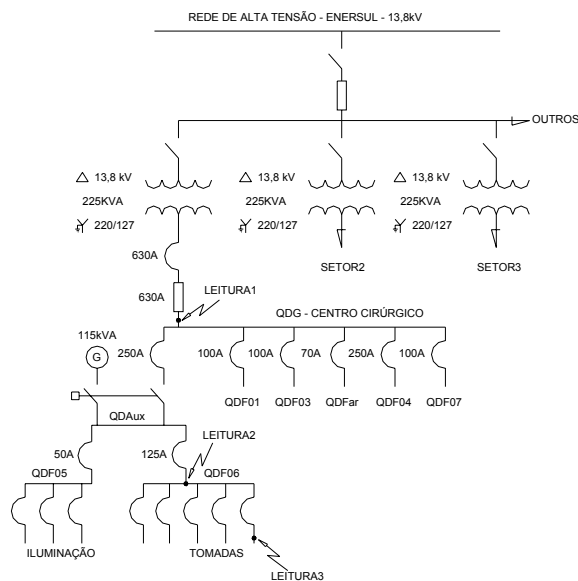 REDE DE ALTA TENSÃO - ENERSUL - 13,8kV
OUTROS
13,8 kV
225KVA
220/127
13,8 kV
225KVA
220/127
13,8 kV
225KVA
220/127
630A
SETOR2
SETOR3
630A
LEITURA1
QDG - CENTRO CIRÚRGICO
115kVA
G
250A
100A
100A
70A
250A
100A
QDF01
QDF03
QDFar
QDF04
QDF07
QDAux
50A
125A
LEITURA2
QDF05
QDF06
ILUMINAÇÃO
TOMADAS
LEITURA3